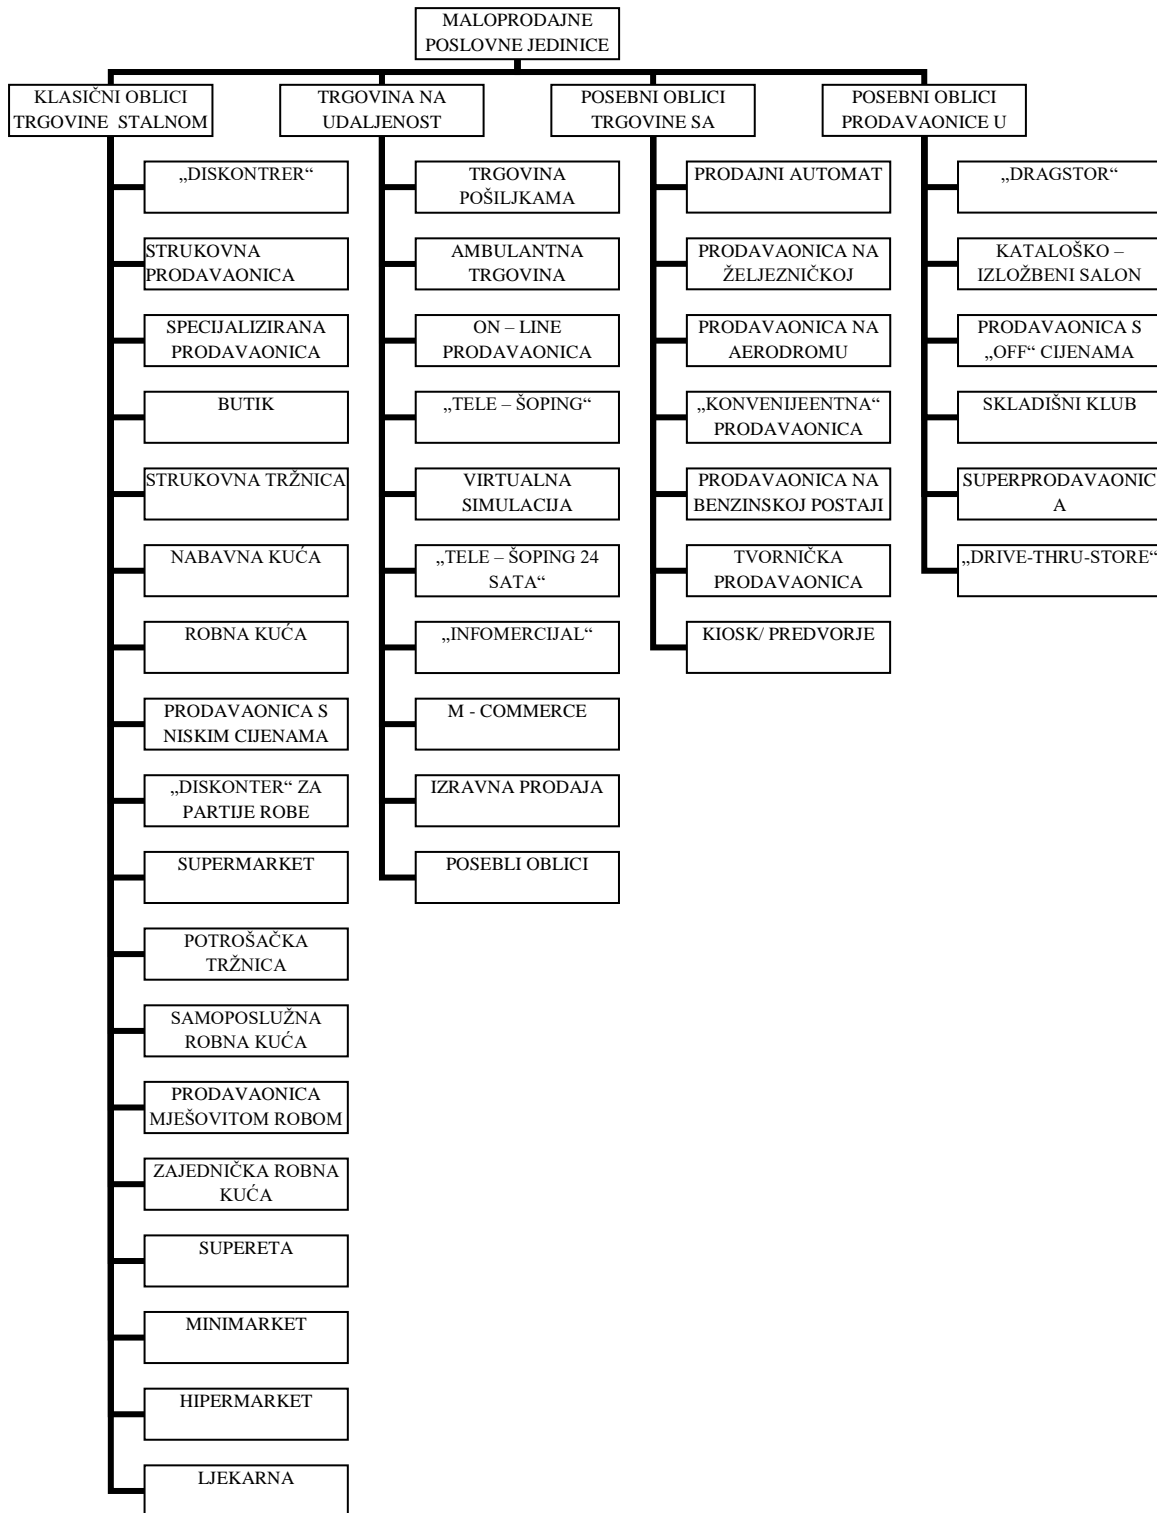 MALOPRODAJNE
POSLOVNE JEDINICE
KLASIČNI OBLICI
TRGOVINE STALNOM
„DISKONTRER“
STRUKOVNA
PRODAVAONICA
SPECIJALIZIRANA
PRODAVAONICA
BUTIK
STRUKOVNA TRŽNICA
NABAVNA KUĆA
ROBNA KUĆA
PRODAVAONICA S
NISKIM CIJENAMA
„DISKONTER“ ZA
PARTIJE ROBE
SUPERMARKET
POTROŠAČKA
TRŽNICA
SAMOPOSLUŽNA
ROBNA KUĆA
PRODAVAONICA
MJEŠOVITOM ROBOM
ZAJEDNIČKA ROBNA
KUĆA
SUPERETA
MINIMARKET
HIPERMARKET
LJEKARNA
TRGOVINA NA
UDALJENOST
TRGOVINA
POŠILJKAMA
AMBULANTNA
TRGOVINA
ON – LINE
PRODAVAONICA
„TELE – ŠOPING“
VIRTUALNA
SIMULACIJA
„TELE – ŠOPING 24
SATA“
„INFOMERCIJAL“
M - COMMERCE
IZRAVNA PRODAJA
POSEBLI OBLICI
POSEBNI OBLICI
TRGOVINE SA
PRODAJNI AUTOMAT
PRODAVAONICA NA
ŽELJEZNIČKOJ
PRODAVAONICA NA
AERODROMU
„KONVENIJEENTNA“
PRODAVAONICA
PRODAVAONICA NA
BENZINSKOJ POSTAJI
TVORNIČKA
PRODAVAONICA
KIOSK/ PREDVORJE
POSEBNI OBLICI
PRODAVAONICE U
„DRAGSTOR“
KATALOŠKO –
IZLOŽBENI SALON
PRODAVAONICA S
„OFF“ CIJENAMA
SKLADIŠNI KLUB
SUPERPRODAVAONIC
A
„DRIVE-THRU-STORE“